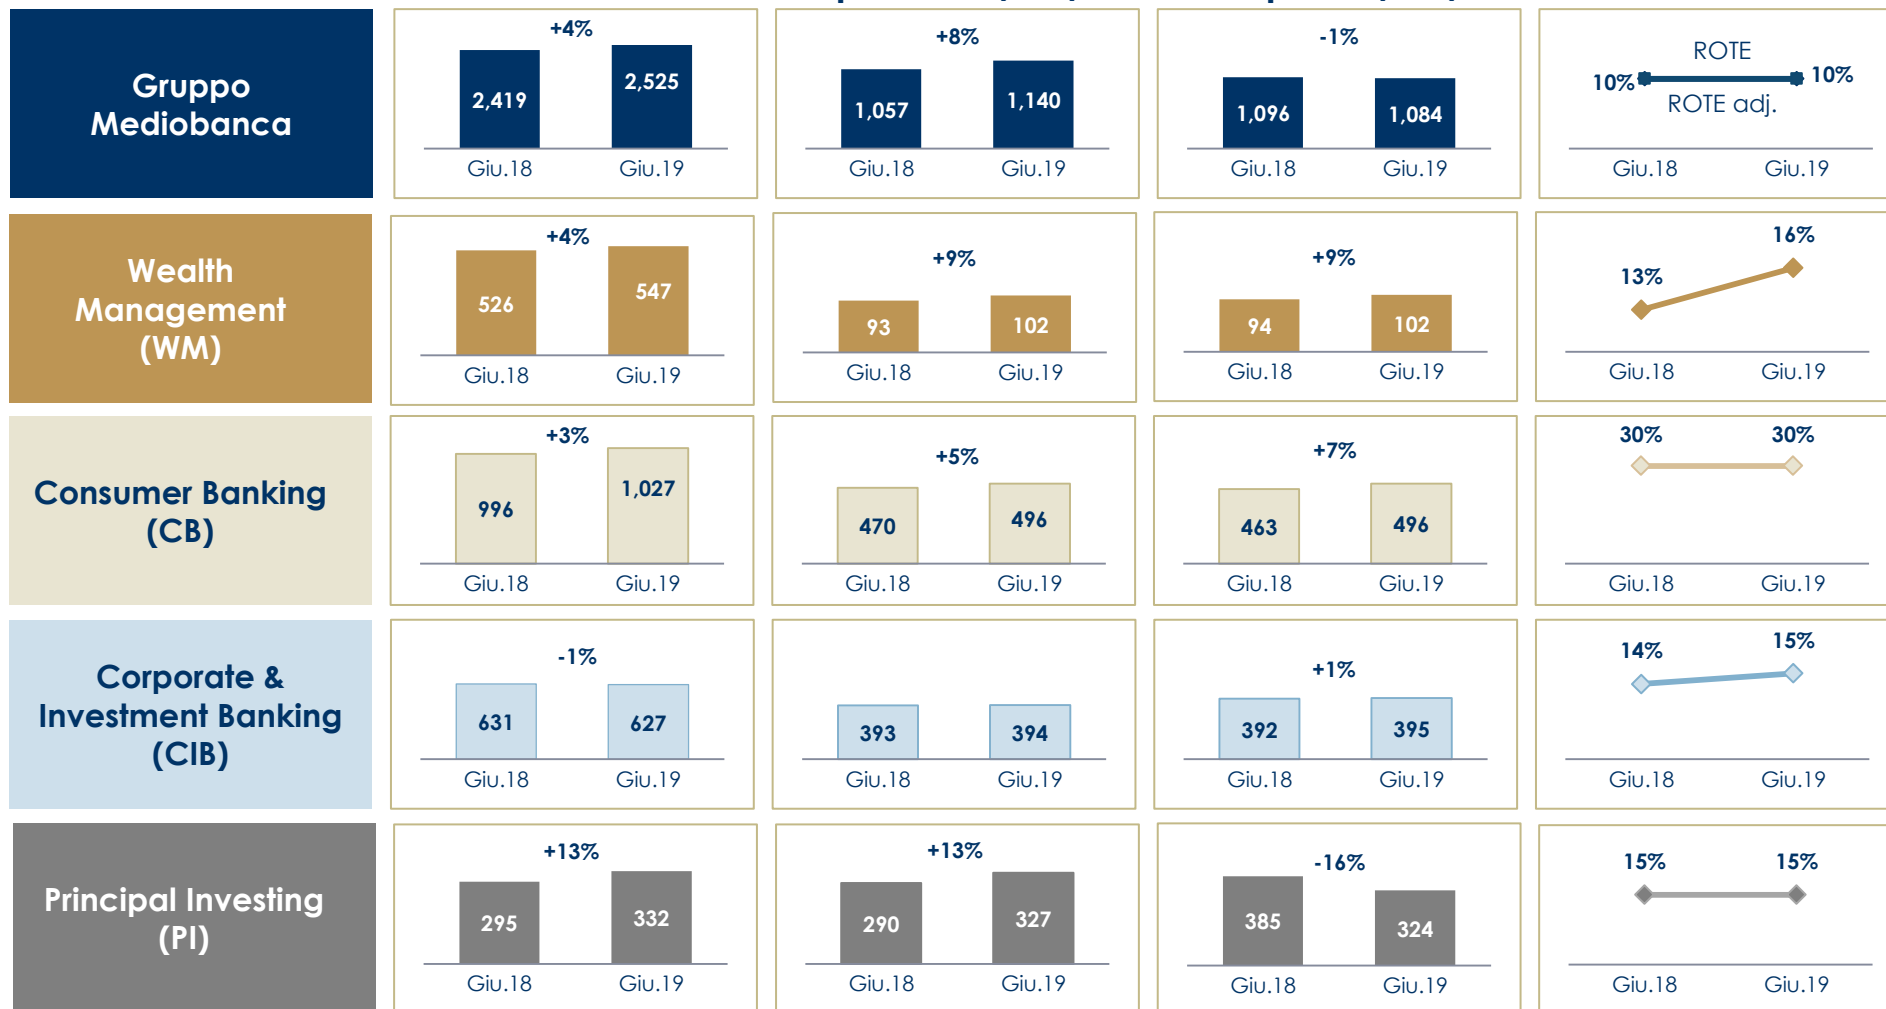 Gruppo
Mediobanca
+4%
2,419
2,525
Giu.18
Giu.19
+8%
1,057
1,140
Giu.18
Giu.19
-1%
1,096
1,084
Giu.18
Giu.19
ROTE
10%
10%
ROTE adj.
Giu.18
Giu.19
Wealth
Management
(WM)
+4%
526
547
Giu.18
Giu.19
+9%
93
102
Giu.18
Giu.19
+9%
94
102
Giu.18
Giu.19
13%
16%
Giu.18
Giu.19
Consumer Banking
(CB)
+3%
996
1,027
Giu.18
Giu.19
+5%
470
496
Giu.18
Giu.19
+7%
463
496
Giu.18
Giu.19
30%
30%
Giu.18
Giu.19
Corporate &
Investment Banking
(CIB)
-1%
631
627
Giu.18
Giu.19
393
394
Giu.18
Giu.19
+1%
392
395
Giu.18
Giu.19
14%
15%
Giu.18
Giu.19
Principal Investing
(PI)
+13%
295
332
Giu.18
Giu.19
+13%
290
327
Giu.18
Giu.19
-16%
385
324
Giu.18
Giu.19
15%
15%
Giu.18
Giu.19